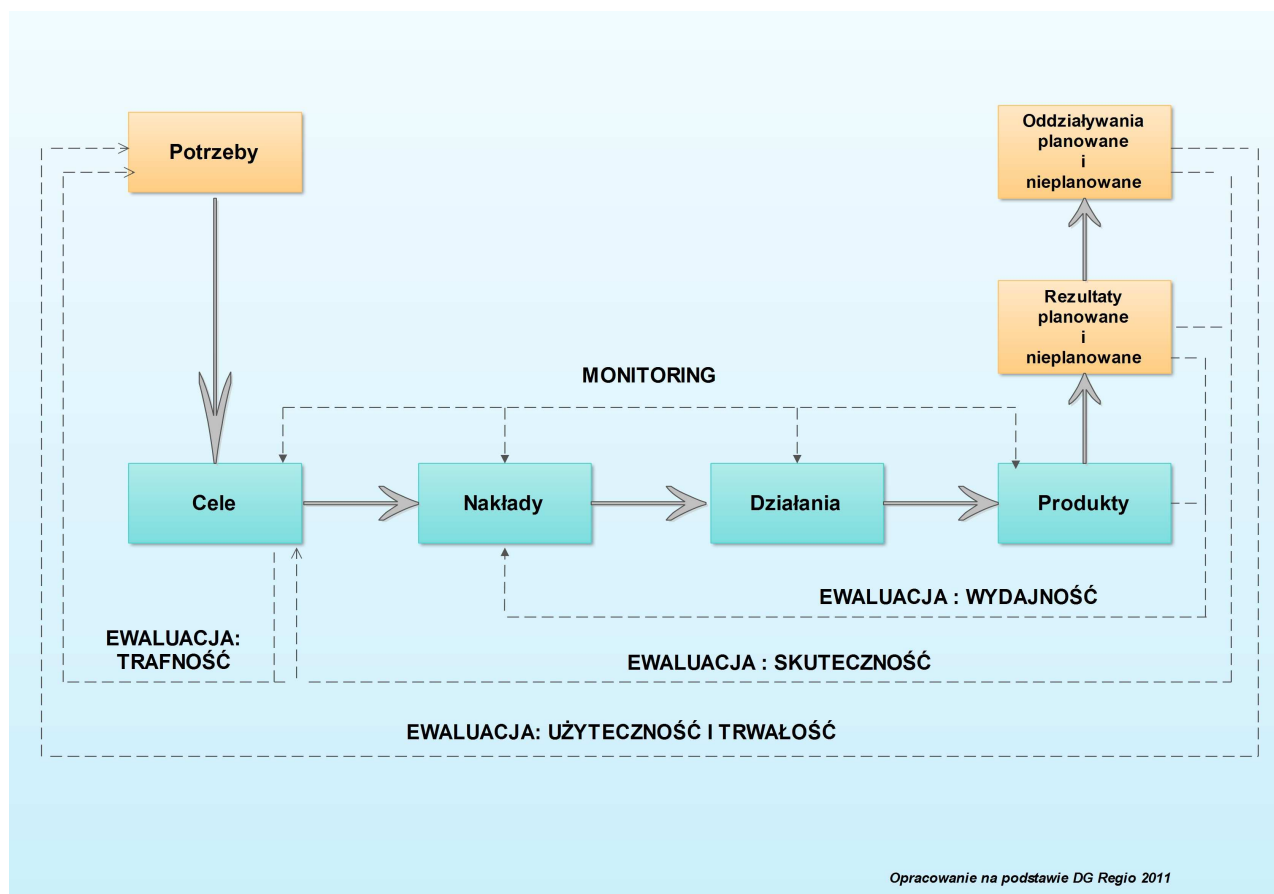 Potrzeby
Oddziaływania
planowane
i
nieplanowane
Rezultaty
planowane
i
nieplanowane
MONITORING
Cele
Nakłady
Działania
Produkty
EWALUACJA : WYDAJNOŚĆ
EWALUACJA:
TRAFNOŚĆ
EWALUACJA : SKUTECZNOŚĆ
EWALUACJA: UŻYTECZNOŚĆ I TRWAŁOŚĆ
Opracowanie na podstawie DG Regio 2011